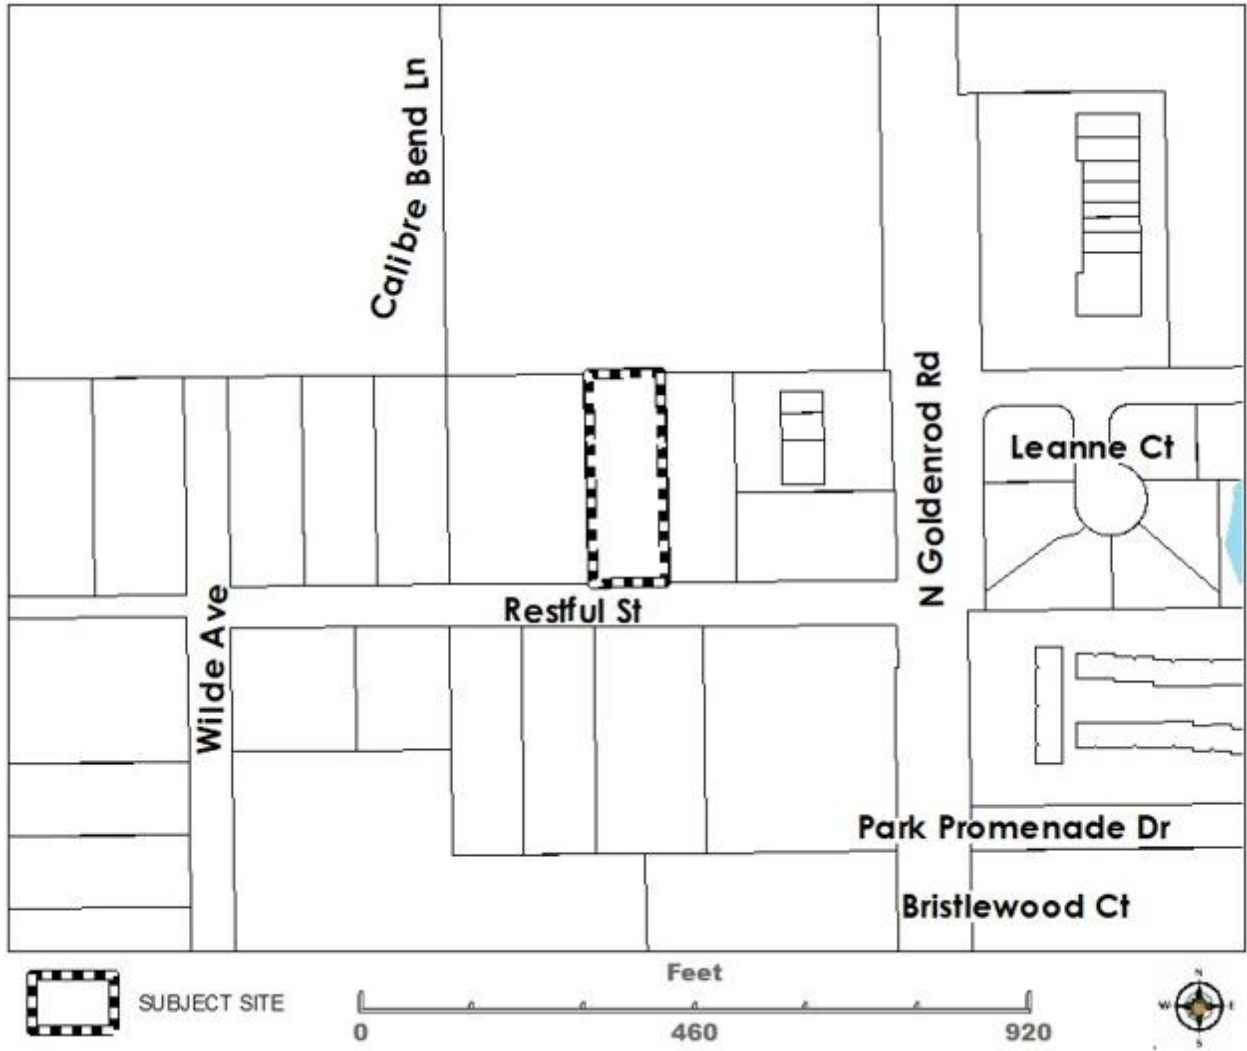 Calibre Bend Ln
N Goldenrod Rd
Leanne Ct
Restful St
Wilde Ave
Park Promenade Dr
Bristlewood Ct
SUBJECT SITE
Feet
0 460 920
N
W E
S